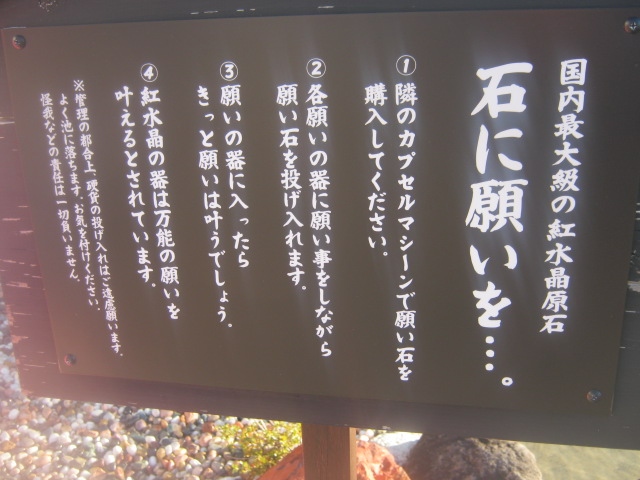 国内最大級の紅水晶原石
石に願いを…。
①隣のカプセルマシーンで願い石を
購入してください。
②各願いの器に願い事をしながら
願い石を投げ入れます。
③願いの器に入ったら
きっと願いは叶うでしょう。
④紅水晶の器は万能の願いを
叶えるとされています。
※管理の都合上、硬貨の投げ入れはご遠慮願います。
よく池に落ちます。お気を付けください。
怪我などの責任は一切負いません。